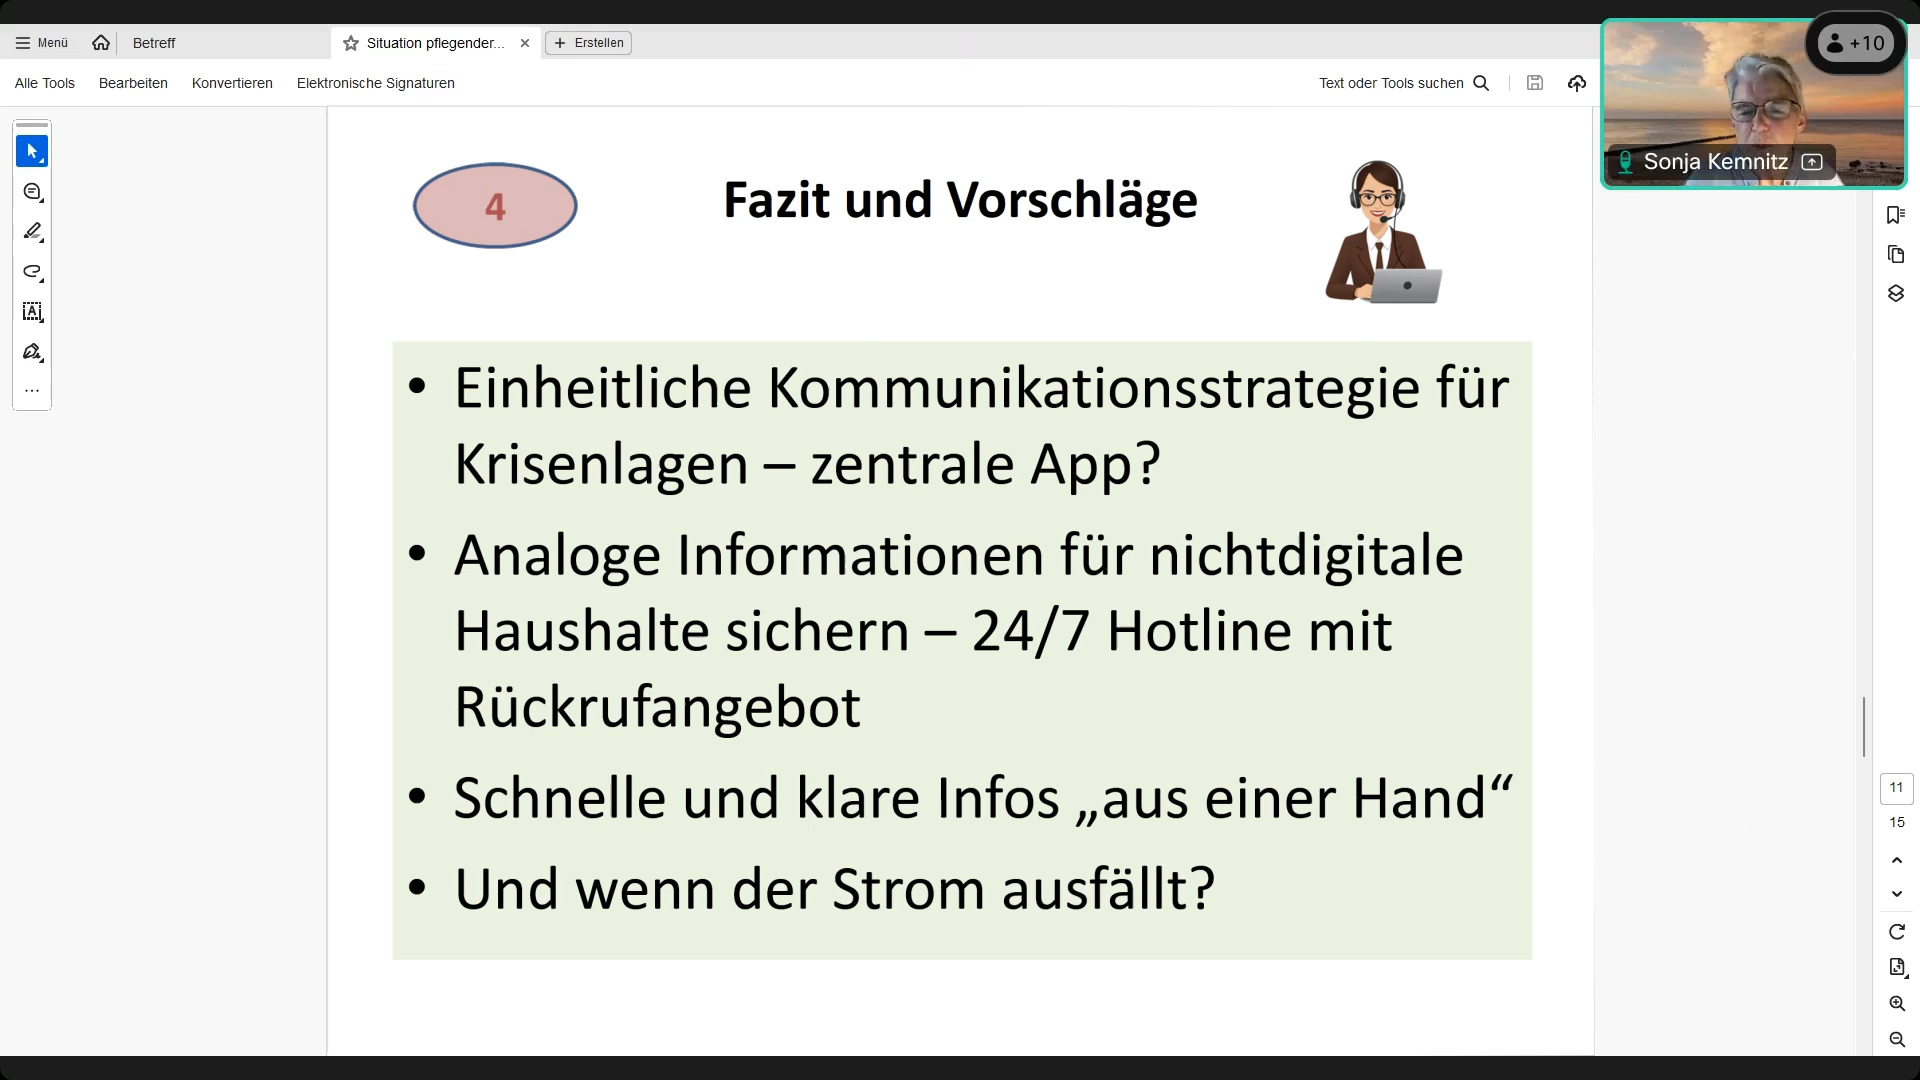 Menü
Betreff
Situation pflegender...
Erstellen
+10
Alle Tools
Bearbeiten
Konvertieren
Elektronische Signaturen
Text oder Tools suchen
Sonja Kemnitz
4
Fazit und Vorschläge
• Einheitliche Kommunikationsstrategie für
Krisenlagen – zentrale App?
• Analoge Informationen für nichtdigitale
Haushalte sichern – 24/7 Hotline mit
Rückrufangebot
• Schnelle und klare Infos „aus einer Hand“
• Und wenn der Strom ausfällt?
11
15